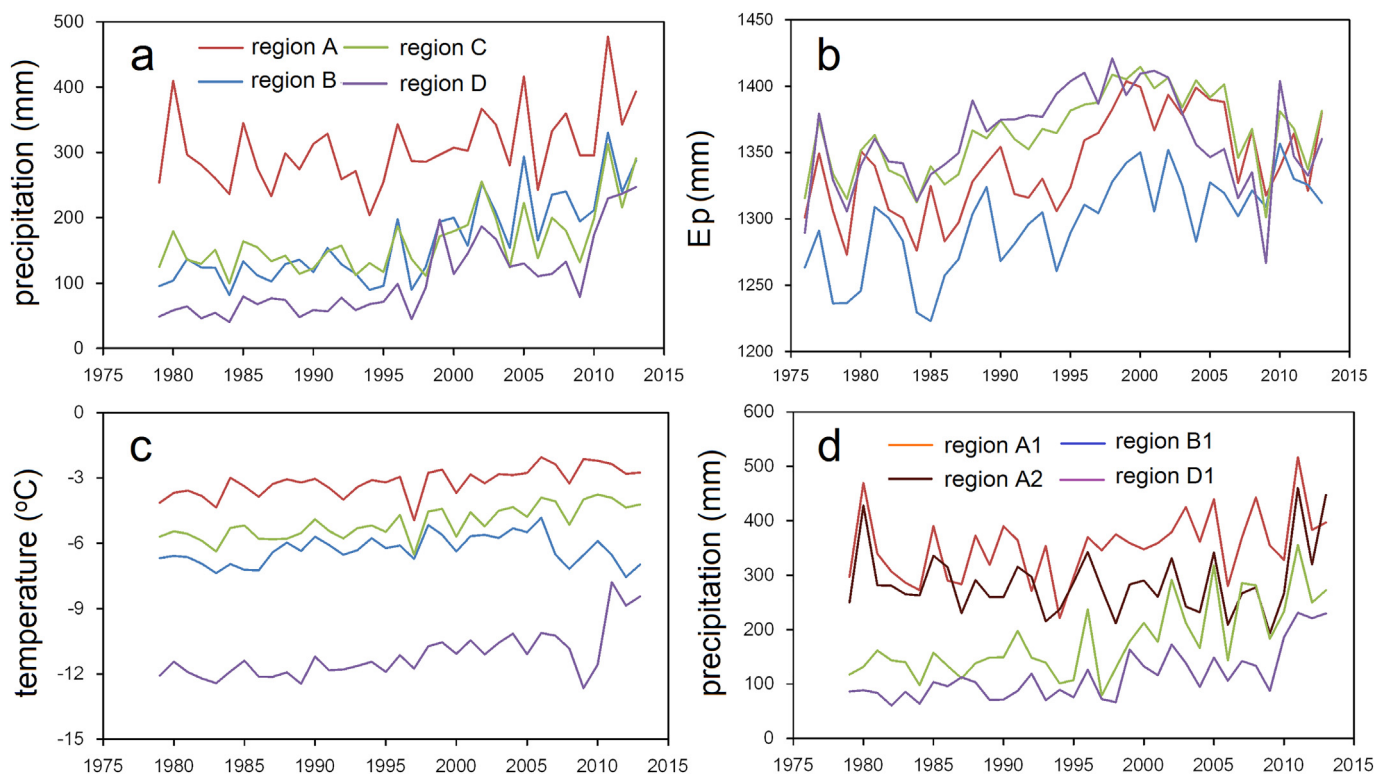 a
region A
region C
region B
region D
precipitation (mm)
500
400
300
200
100
0
1975 1980 1985 1990 1995 2000 2005 2010 2015
b
Ep (mm)
1450
1400
1350
1300
1250
1200
1975 1980 1985 1990 1995 2000 2005 2010 2015
c
temperature (°C)
0
-3
-6
-9
-12
-15
1975 1980 1985 1990 1995 2000 2005 2010 2015
d
region A1
region B1
region A2
region D1
precipitation (mm)
600
500
400
300
200
100
0
1975 1980 1985 1990 1995 2000 2005 2010 2015